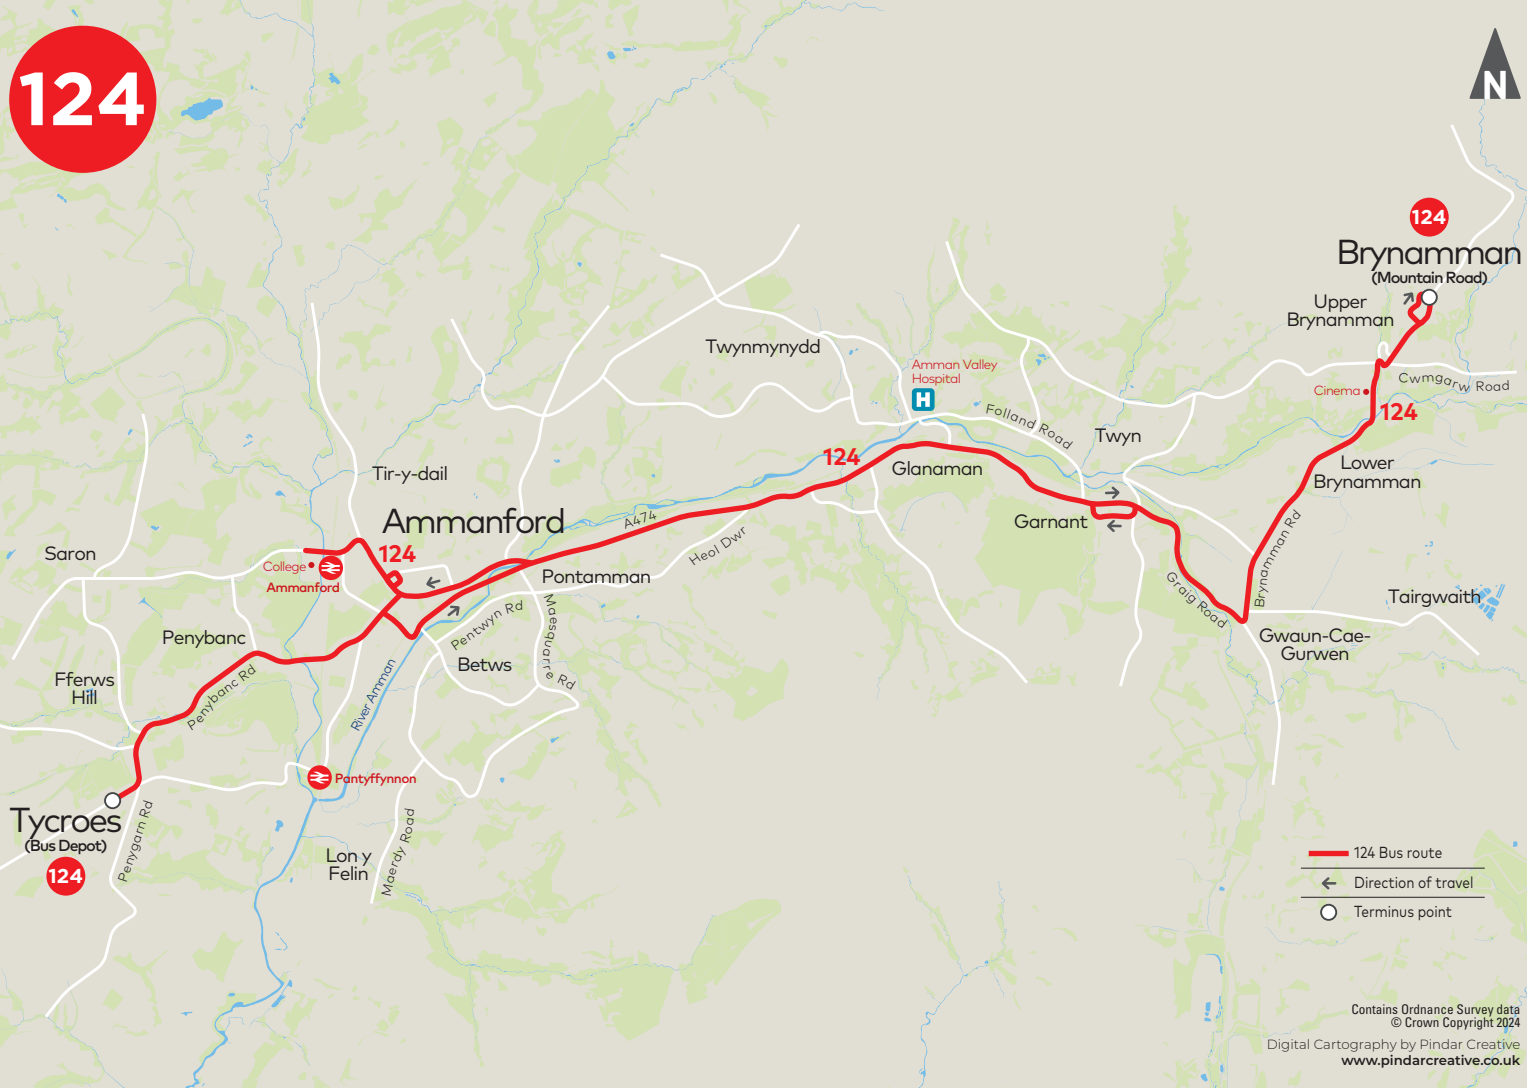 124
N
124
Brynamman
(Mountain Road)
Upper
Brynamman
Twynmynydd
Amman Valley
Hospital
H
Cwmgarw Road
Cinema
124
Folland Road
Twyn
124
Glanaman
Lower
Brynamman
Tir-y-dail
Ammanford
A474
Garnant
Heol Dwr
Brynamman Rd
Saron
124
College
Ammanford
Pontamman
Graig Road
Tairgwaith
Pentwyn Rd
Maesquarre Rd
Penybanc
Betws
Gwaun-Cae-
Gurwen
Fferws
Hill
Penybanc Rd
River Amman
Pantyffynnon
Tycroes
(Bus Depot)
124
Penygarn Rd
Maerdy Road
Lon y
Felin
124 Bus route
Direction of travel
Terminus point
Contains Ordnance Survey data
© Crown Copyright 2024
Digital Cartography by Pindar Creative
www.pindarcreative.co.uk